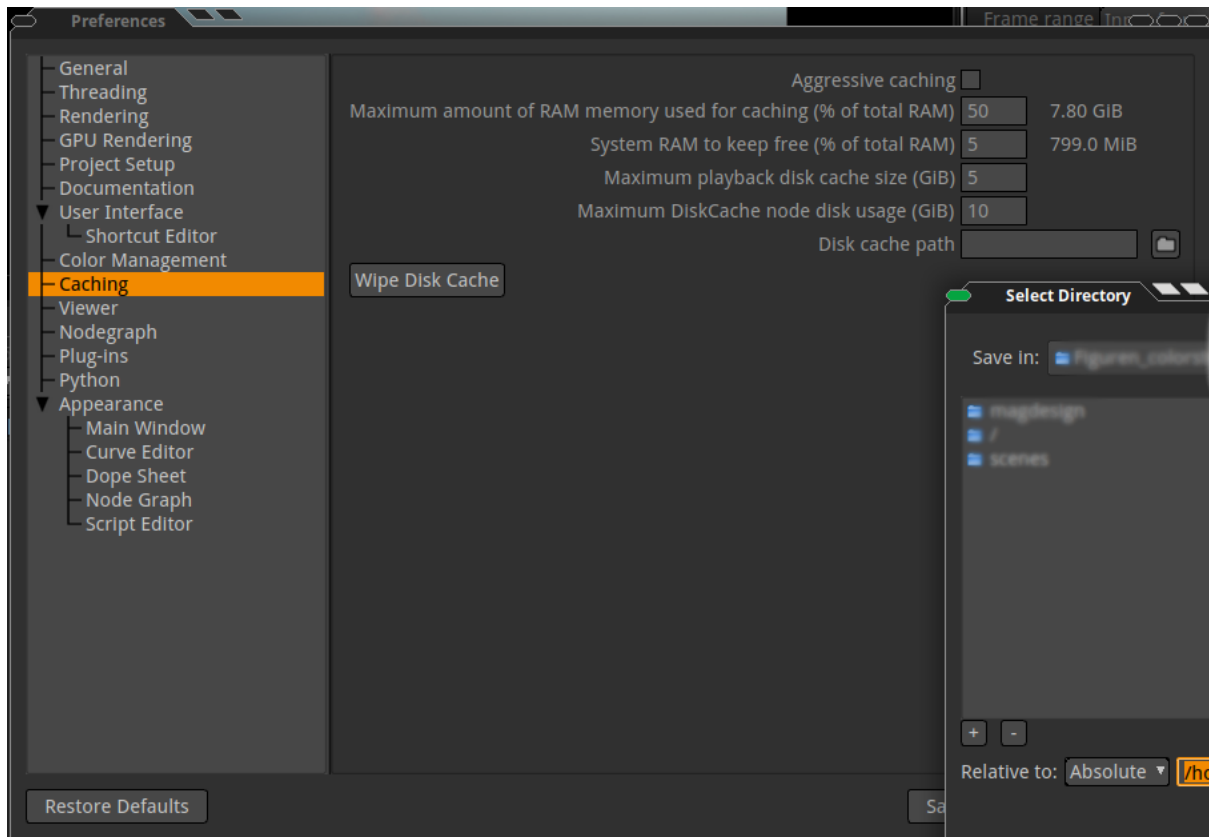 Preferences
Frame range
General
Threading
Rendering
GPU Rendering
Project Setup
Documentation
User Interface
Shortcut Editor
Color Management
Caching
Viewer
Nodegraph
Plug-ins
Python
Appearance
Main Window
Curve Editor
Dope Sheet
Node Graph
Script Editor
Aggressive caching
Maximum amount of RAM memory used for caching (% of total RAM) 50 7.80 GiB
System RAM to keep free (% of total RAM) 5 799.0 MiB
Maximum playback disk cache size (GiB) 5
Maximum DiskCache node disk usage (GiB) 10
Disk cache path
Wipe Disk Cache
Select Directory
Save in:
magdesign
/
scenes
+ -
Relative to: Absolute /ho
Restore Defaults
Sa